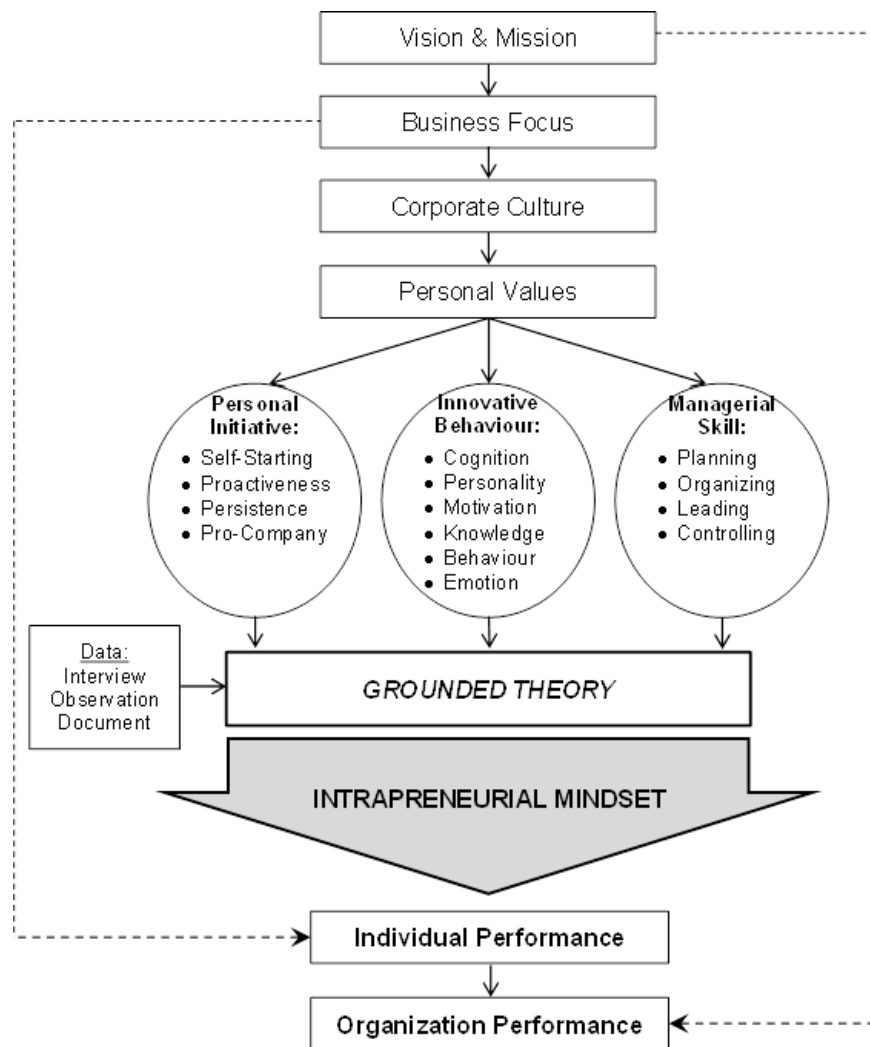 Vision & Mission
Business Focus
Corporate Culture
Personal Values
Personal
Initiative:
• Self-Starting
• Proactiveness
• Persistence
• Pro-Company
Innovative
Behaviour:
• Cognition
• Personality
• Motivation
• Knowledge
• Behaviour
• Emotion
Managerial
Skill:
• Planning
• Organizing
• Leading
• Controlling
Data:
Interview
Observation
Document
GROUNDED THEORY
INTRAPRENEURIAL MINDSET
Individual Performance
Organization Performance